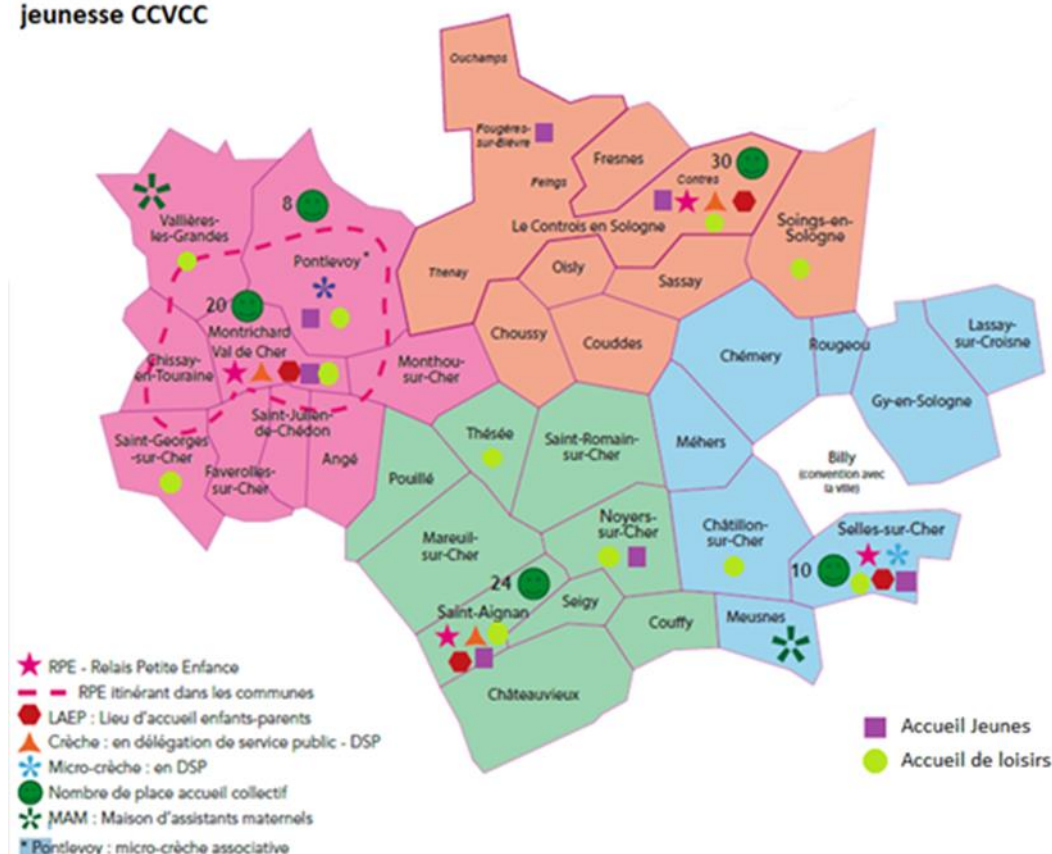 jeunesse CCVCC
Ouchamps
Fougères-
sur-Bièvre
Feings
Fresnes
30
Contres
Le Controis en Sologne
Soings-en-
Sologne
Vallières-
les-Grandes
8
Pontlevoy *
Thenay
Oisly
Sassay
20
Montrichard
Val de Cher
Chissay-
en-Touraine
Monthou-
sur-Cher
Choussy
Couddes
Chémery
Rougeou
Lassay-
sur-Croisne
Gy-en-Sologne
Saint-Georges
-sur-Cher
Saint-Julien-
de-Chédon
Faverolles-
sur-Cher
Angé
Pouillé
Thésée
Saint-Romain-
sur-Cher
Méhers
Billy
(convention avec
la ville)
Mareuil-
sur-Cher
Noyers-
sur-Cher
Châtillon-
sur-Cher
Selles-sur-Cher
10
24
Saint-Aignan
Seigy
Couffy
Meusnes
Châteauvieux
RPE - Relais Petite Enfance
RPE itinérant dans les communes
LAEP : Lieu d'accueil enfants-parents
Crèche : en délégation de service public - DSP
Micro-crèche : en DSP
Nombre de place accueil collectif
MAM : Maison d'assistants maternels
* Pontlevoy : micro-crèche associative
Accueil Jeunes
Accueil de loisirs